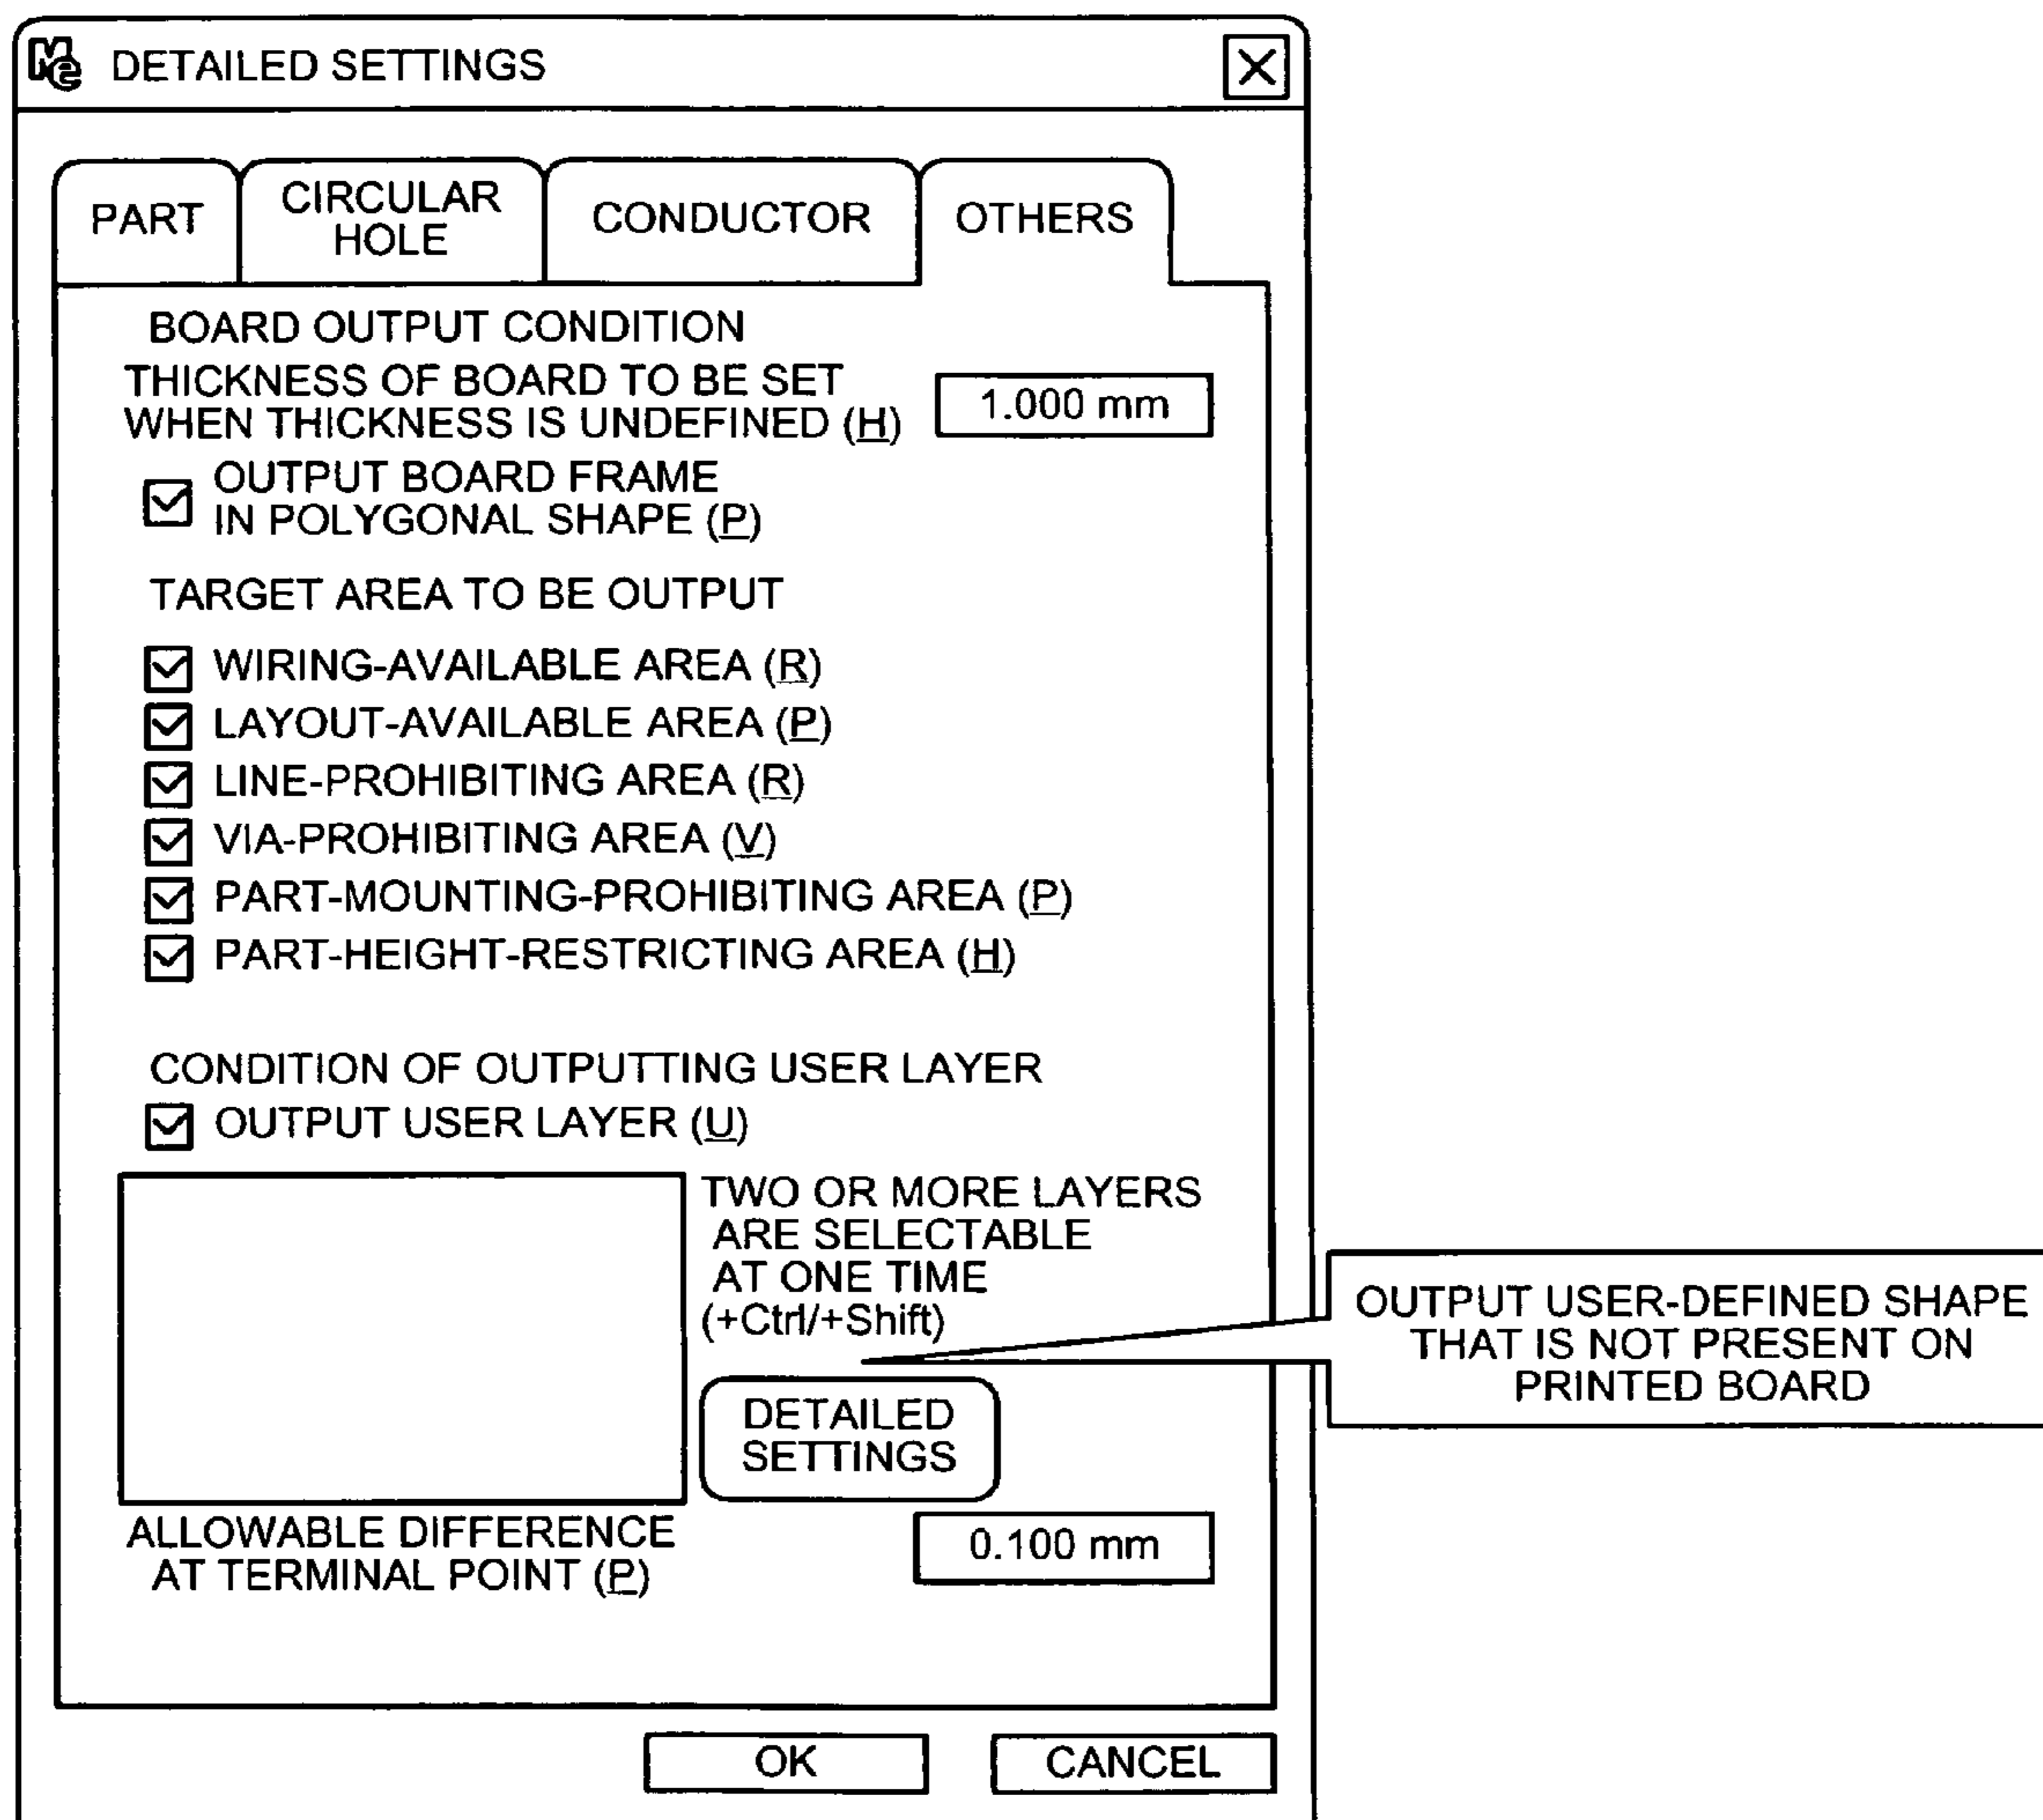 DETAILED SETTINGS
PART
CIRCULAR
HOLE
CONDUCTOR
OTHERS
BOARD OUTPUT CONDITION
THICKNESS OF BOARD TO BE SET
WHEN THICKNESS IS UNDEFINED (H)
1.000 mm
OUTPUT BOARD FRAME
IN POLYGONAL SHAPE (P)
TARGET AREA TO BE OUTPUT
WIRING-AVAILABLE AREA (R)
LAYOUT-AVAILABLE AREA (P)
LINE-PROHIBITING AREA (R)
VIA-PROHIBITING AREA (V)
PART-MOUNTING-PROHIBITING AREA (P)
PART-HEIGHT-RESTRICTING AREA (H)
CONDITION OF OUTPUTTING USER LAYER
OUTPUT USER LAYER (U)
TWO OR MORE LAYERS
ARE SELECTABLE
AT ONE TIME
(+Ctrl/+Shift)
DETAILED
SETTINGS
OUTPUT USER-DEFINED SHAPE
THAT IS NOT PRESENT ON
PRINTED BOARD
ALLOWABLE DIFFERENCE
AT TERMINAL POINT (P)
0.100 mm
OK
CANCEL